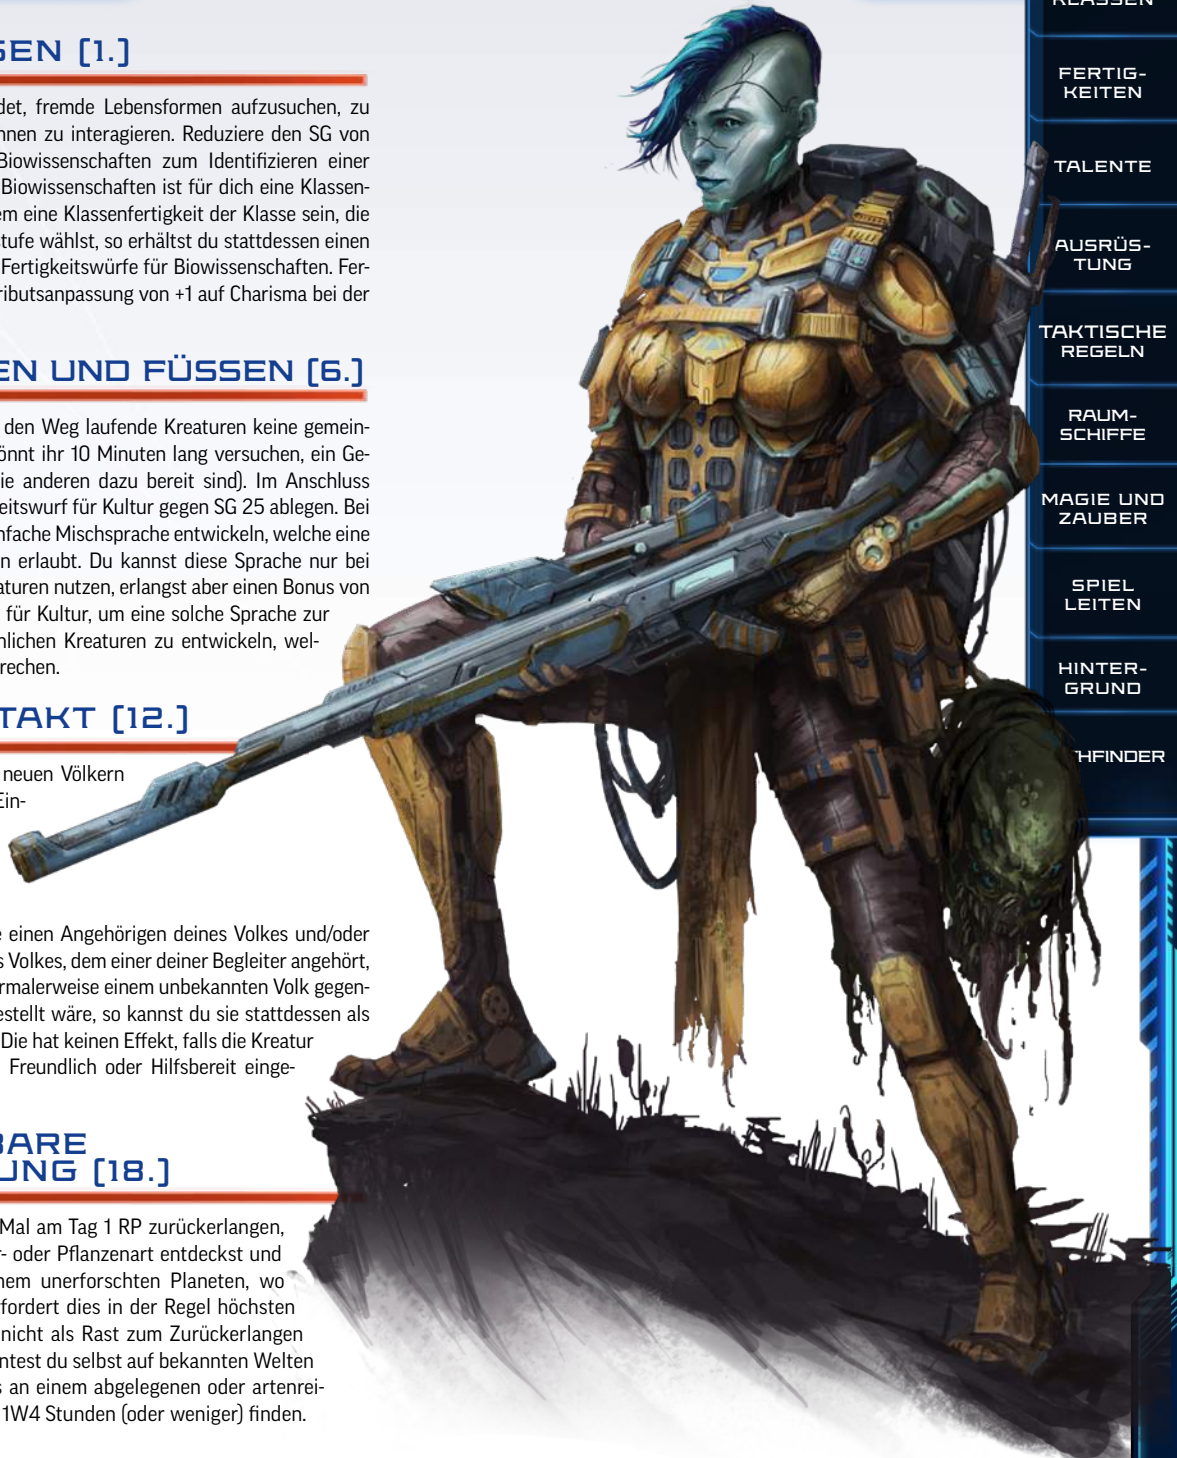 SEN [1.]
det, fremde Lebensformen aufzusuchen, zu
hnen zu interagieren. Reduziere den SG von
Biowissenschaften zum Identifizieren einer
Biowissenschaften ist für dich eine Klassen-
em eine Klassenfertigkeit der Klasse sein, die
tufe wählst, so erhältst du stattdessen einen
Fertigkeitswürfe für Biowissenschaften. Fer-
ributsanpassung von +1 auf Charisma bei der
EN UND FÜSSEN [6.]
den Weg laufende Kreaturen keine gemein-
önnt ihr 10 Minuten lang versuchen, ein Ge-
ie anderen dazu bereit sind). Im Anschluss
eitswurf für Kultur gegen SG 25 ablegen. Bei
nfache Mischsprache entwickeln, welche eine
n erlaubt. Du kannst diese Sprache nur bei
aturen nutzen, erlangst aber einen Bonus von
für Kultur, um eine solche Sprache zur
nlichen Kreaturen zu entwickeln, wel-
rechen.
TAKT [12.]
neuen Völkern
Ein-
e einen Angehörigen deines Volkes und/oder
s Volkes, dem einer deiner Begleiter angehört,
rmalerweise einem unbekannten Volk gegen-
estellt wäre, so kannst du sie stattdessen als
Die hat keinen Effekt, falls die Kreatur
Freundlich oder Hilfsbereit einge-
BARE
UNG [18.]
Mal am Tag 1 RP zurückerlangen,
r- oder Pflanzenart entdeckst und
nem unerforschten Planeten, wo
fordert dies in der Regel höchsten
nicht als Rast zum Zurückerlangen
ntest du selbst auf bekannten Welten
s an einem abgelegenen oder artenrei-
1W4 Stunden (oder weniger) finden.
KLASSEN
FERTIG-
KEITEN
TALENTE
AUSRÜS-
TUNG
TAKTISCHE
REGELN
RAUM-
SCHIFFE
MAGIE UND
ZAUBER
SPIEL
LEITEN
HINTER-
GRUND
THFINDER